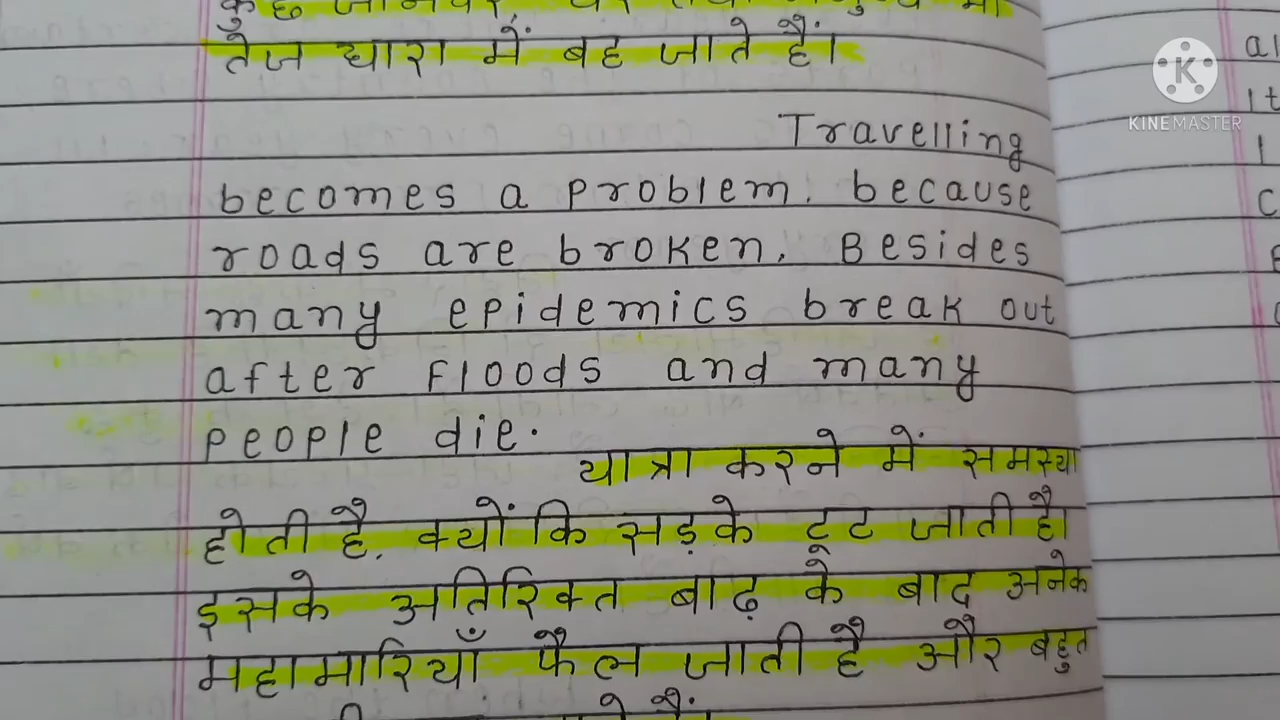 तेज धारा में बह जाते हैं।
Travelling
becomes a problem. because
roads are broken. Besides
many epidemics break out
after Floods and many
people die.
यात्रा करने में समस्या
होती है. क्यों कि सड़के टट जाती है।
इसके अतिरिक्त बाढ़ के बाद अनेक
महामारियाँ फैल जाती है और बहुत
K
KINEMASTER